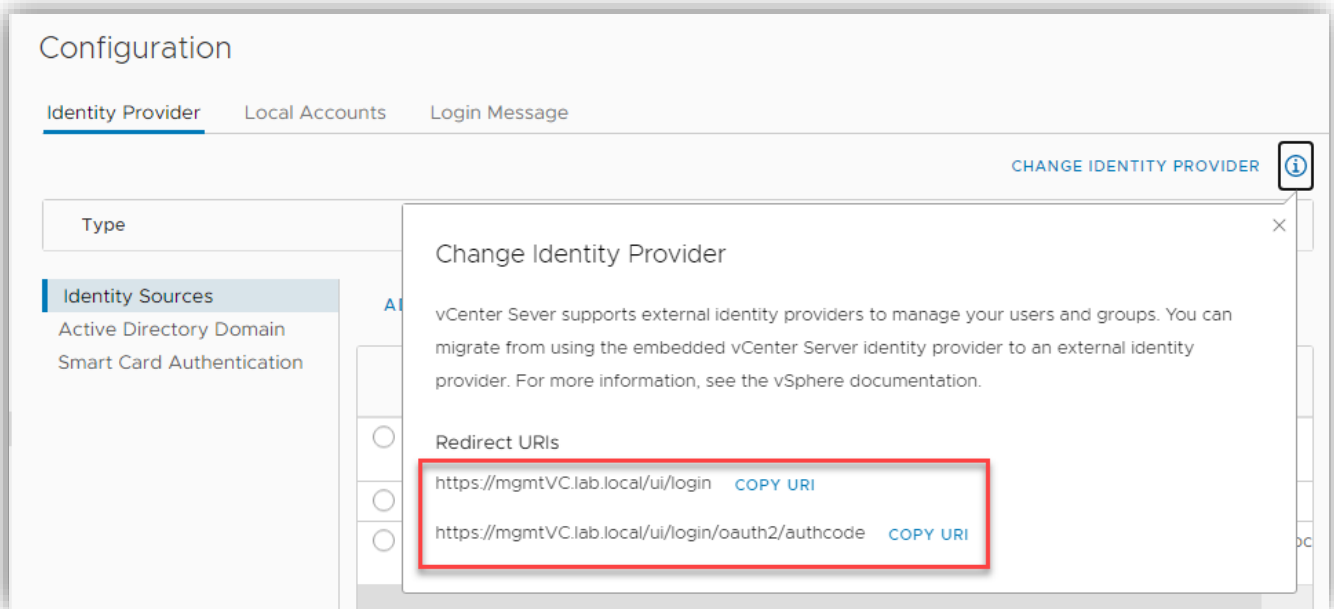 Configuration
Identity Provider Local Accounts Login Message
CHANGE IDENTITY PROVIDER
Type
Change Identity Provider
Identity Sources
Active Directory Domain
Smart Card Authentication
vCenter Sever supports external identity providers to manage your users and groups. You can
migrate from using the embedded vCenter Server identity provider to an external identity
provider. For more information, see the vSphere documentation.
Redirect URIs
https://mgmtVC.lab.local/ui/login COPY URI
https://mgmtVC.lab.local/ui/login/oauth2/authcode COPY URI